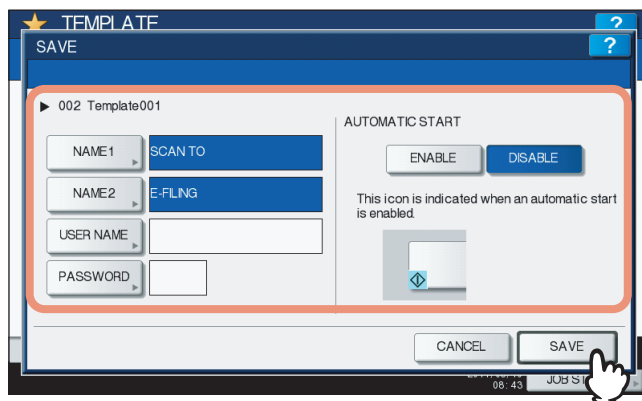 TEMPLATE
?
SAVE
?
002 Template001
NAME1
SCAN TO
NAME2
E-FILING
USER NAME
PASSWORD
AUTOMATIC START
ENABLE
DISABLE
This icon is indicated when an automatic start
is enabled.
CANCEL
SAVE
08:43
JOB ST